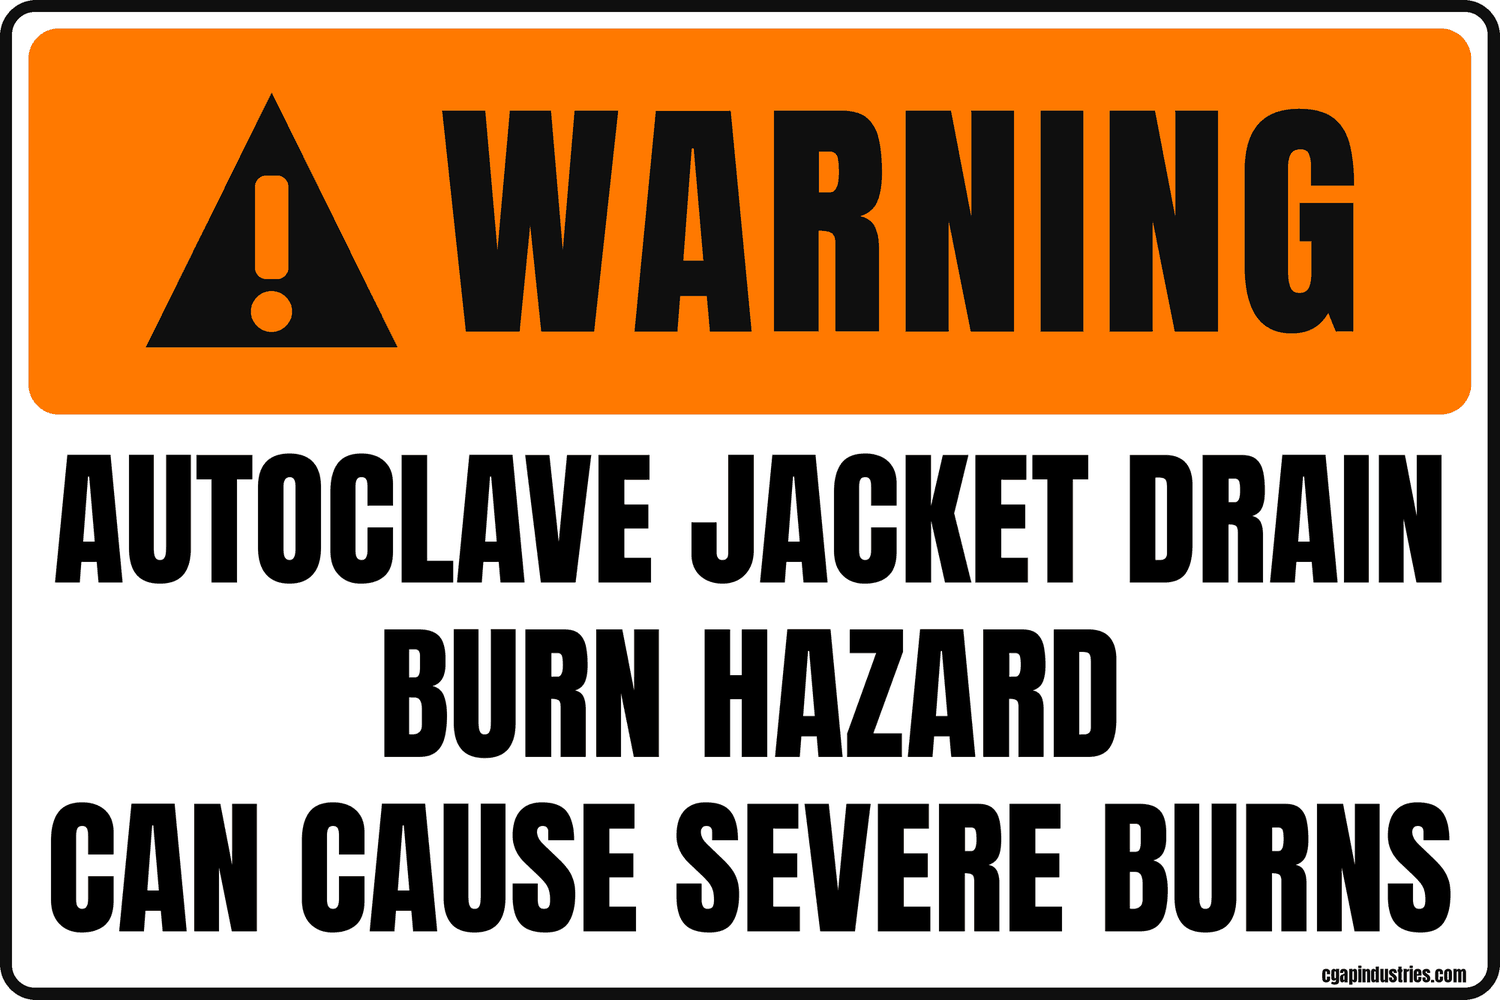 WARNING
AUTOCLAVE JACKET DRAIN
BURN HAZARD
CAN CAUSE SEVERE BURNS
cgapindustries.com